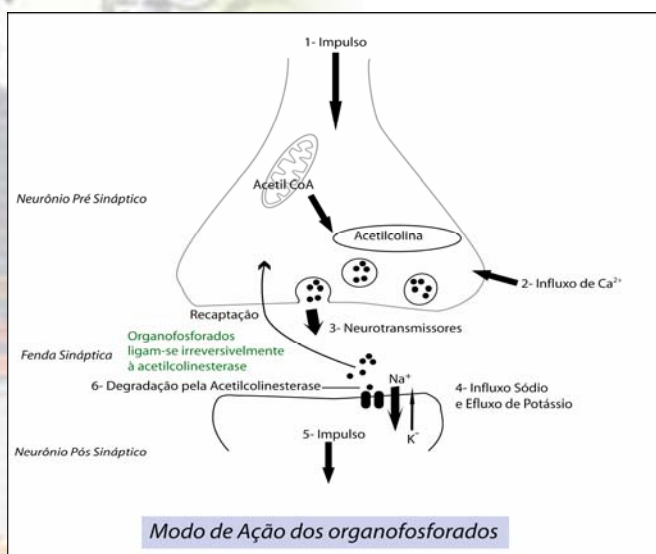 1- Impulso
Acetil CoA
Neurônio Pré Sináptico
Acetilcolina
2- Influxo de Ca²⁺
Recaptação
3- Neurotransmissores
Organofosforados
ligam-se irreversivelmente
à acetilcolinesterase
Fenda Sináptica
6- Degradação pela Acetilcolinesterase
Na⁺
4- Influxo Sódio
e Efluxo de Potássio
K⁻
5- Impulso
Neurônio Pós Sináptico
Modo de Ação dos organofosforados